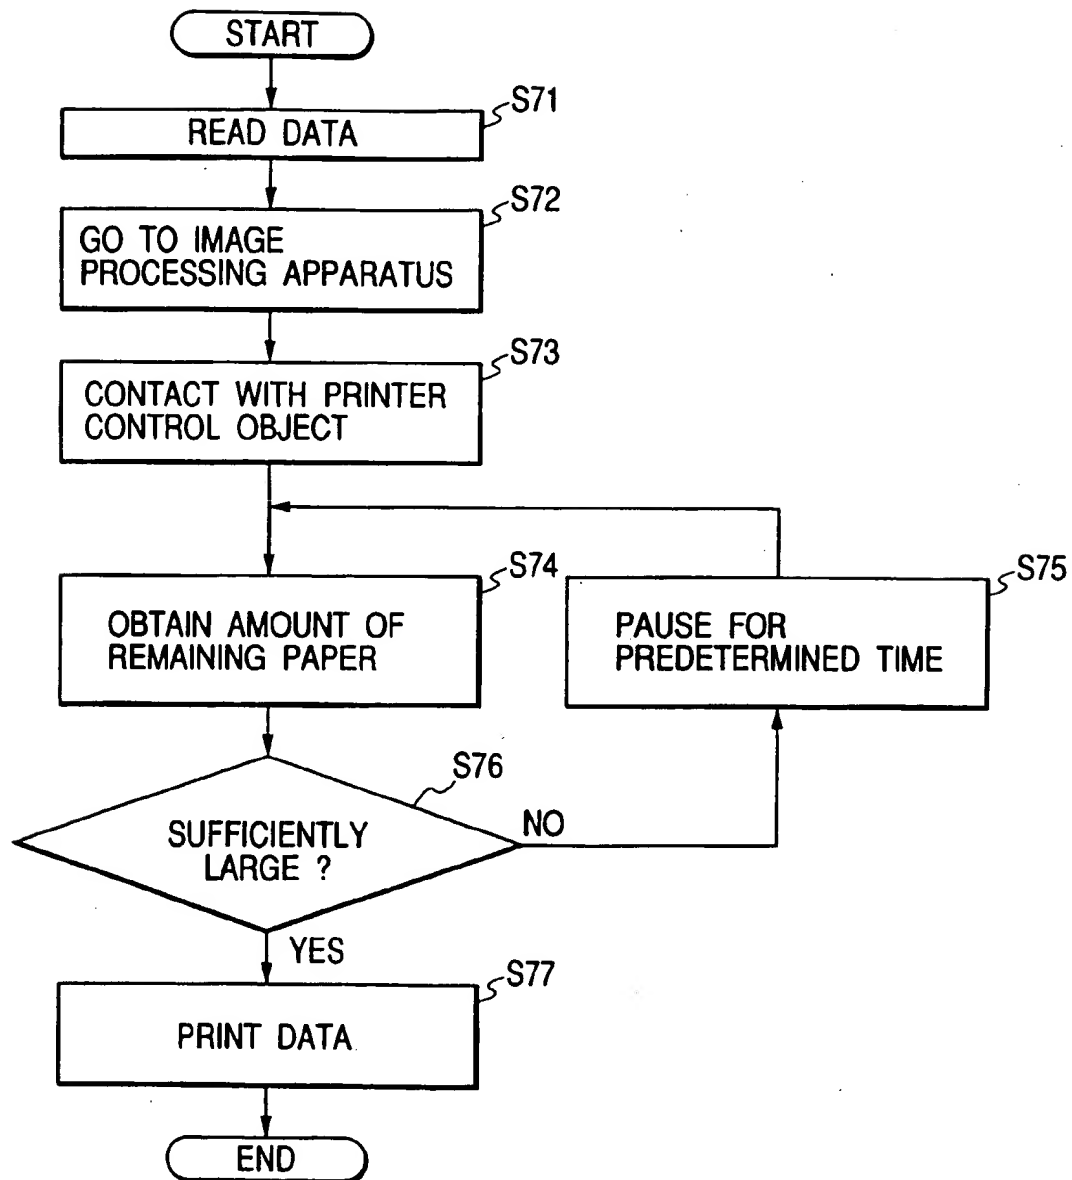 START
S71
READ DATA
S72
GO TO IMAGE
PROCESSING APPARATUS
S73
CONTACT WITH PRINTER
CONTROL OBJECT
S74
OBTAIN AMOUNT OF
REMAINING PAPER
S75
PAUSE FOR
PREDETERMINED TIME
S76
SUFFICIENTLY
LARGE ?
NO
YES
S77
PRINT DATA
END